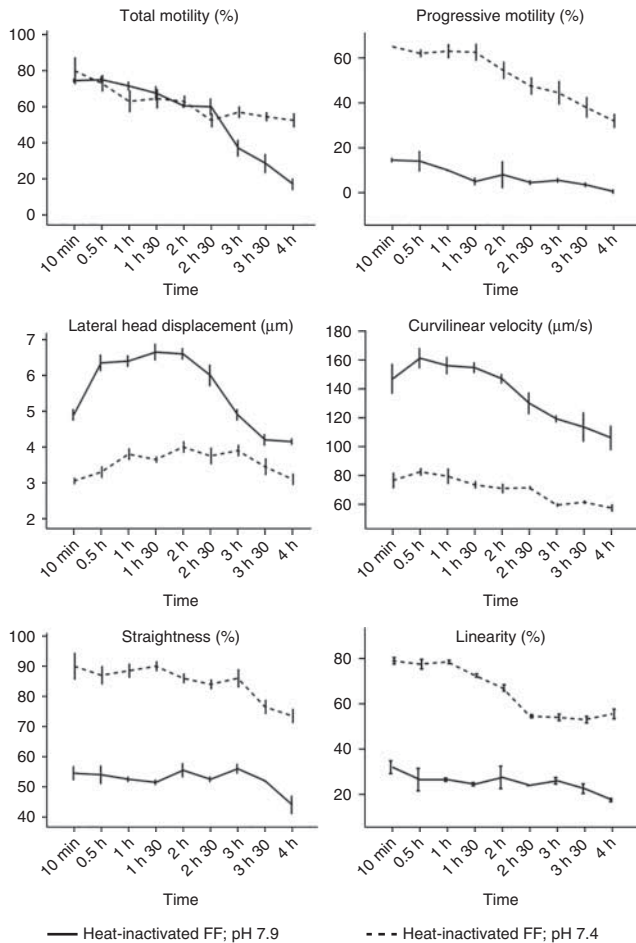 Total motility (%)
100
80
60
40
20
0
10 min
0.5 h
1 h
1 h 30
2 h
2 h 30
3 h
3 h 30
4 h
Time
Progressive motility (%)
60
40
20
0
10 min
0.5 h
1 h
1 h 30
2 h
2 h 30
3 h
3 h 30
4 h
Time
Lateral head displacement (μm)
7
6
5
4
3
2
10 min
0.5 h
1 h
1 h 30
2 h
2 h 30
3 h
3 h 30
4 h
Time
Curvilinear velocity (μm/s)
180
160
140
120
100
80
60
10 min
0.5 h
1 h
1 h 30
2 h
2 h 30
3 h
3 h 30
4 h
Time
Straightness (%)
100
90
80
70
60
50
40
10 min
0.5 h
1 h
1 h 30
2 h
2 h 30
3 h
3 h 30
4 h
Time
Linearity (%)
80
60
40
20
10 min
0.5 h
1 h
1 h 30
2 h
2 h 30
3 h
3 h 30
4 h
Time
Heat-inactivated FF; pH 7.9
Heat-inactivated FF; pH 7.4